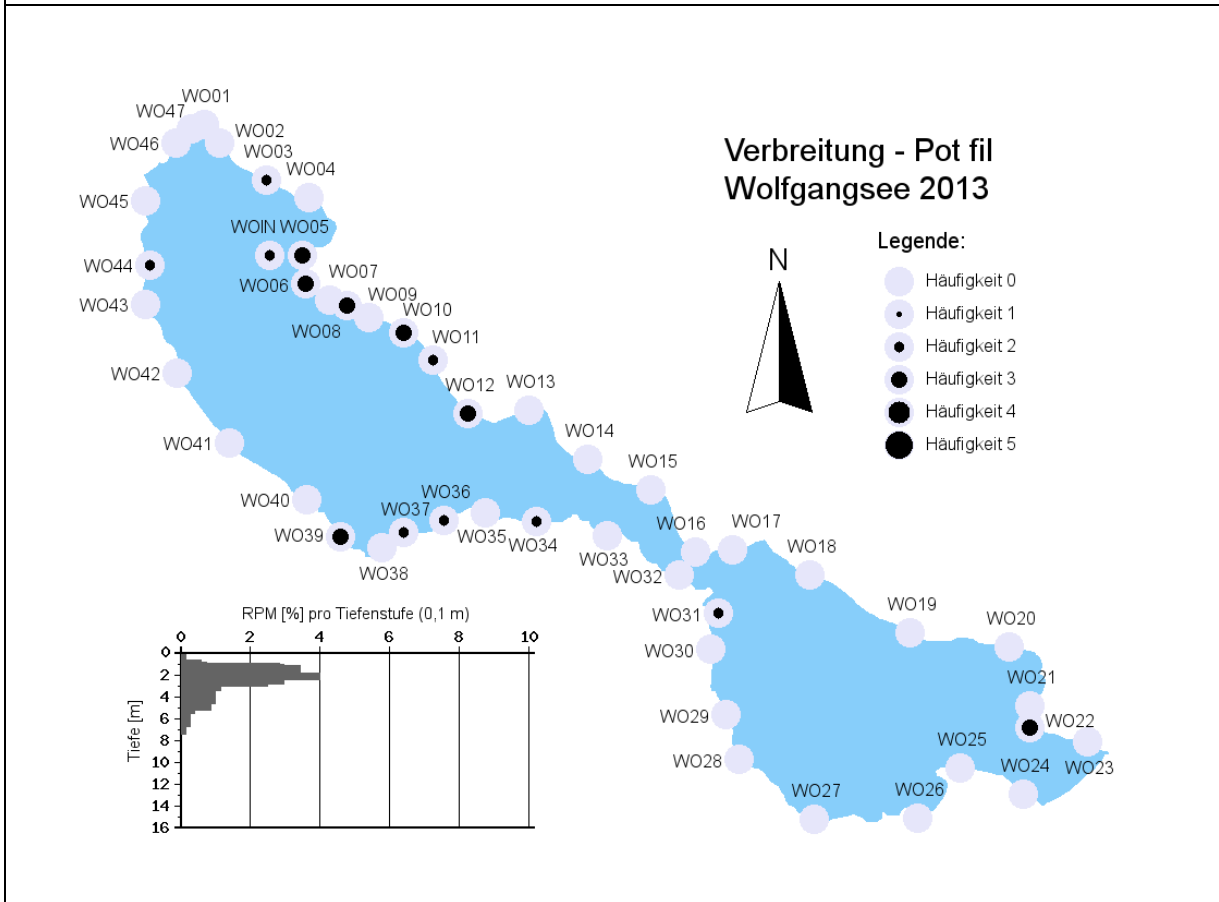 WO01
WO47
WO02
WO46
WO03
WO04
WO45
WOIN WO05
WO44
WO06
WO07
WO43
WO08
WO09
WO10
WO11
WO42
WO12
WO13
WO41
WO14
WO15
WO40
WO36
WO37
WO39
WO35
WO34
WO38
WO33
WO16
WO17
WO32
WO18
WO31
WO30
WO19
WO20
WO21
WO29
WO22
WO28
WO25
WO23
WO24
WO27
WO26
Verbreitung - Pot fil
Wolfgangsee 2013
N
Legende:
Häufigkeit 0
Häufigkeit 1
Häufigkeit 2
Häufigkeit 3
Häufigkeit 4
Häufigkeit 5
RPM [%] pro Tiefenstufe (0,1 m)
0 2 4 6 8 10
Tiefe [m]
0
2
4
6
8
10
12
14
16